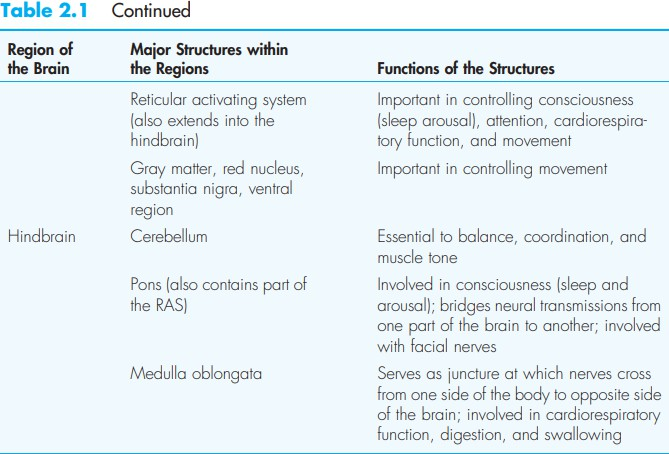 Table 2.1 Continued
Region of the Brain Major Structures within the Regions Functions of the Structures
Reticular activating system Important in controlling consciousness
(also extends into the (sleep arousal), attention, cardiorespira-
hindbrain) tory function, and movement
Gray matter, red nucleus, Important in controlling movement
substantia nigra, ventral
region
Hindbrain Cerebellum Essential to balance, coordination, and
muscle tone
Pons (also contains part of Involved in consciousness (sleep and
the RAS) arousal); bridges neural transmissions from
one part of the brain to another; involved
with facial nerves
Medulla oblongata Serves as juncture at which nerves cross
from one side of the body to opposite side
of the brain; involved in cardiorespiratory
function, digestion, and swallowing